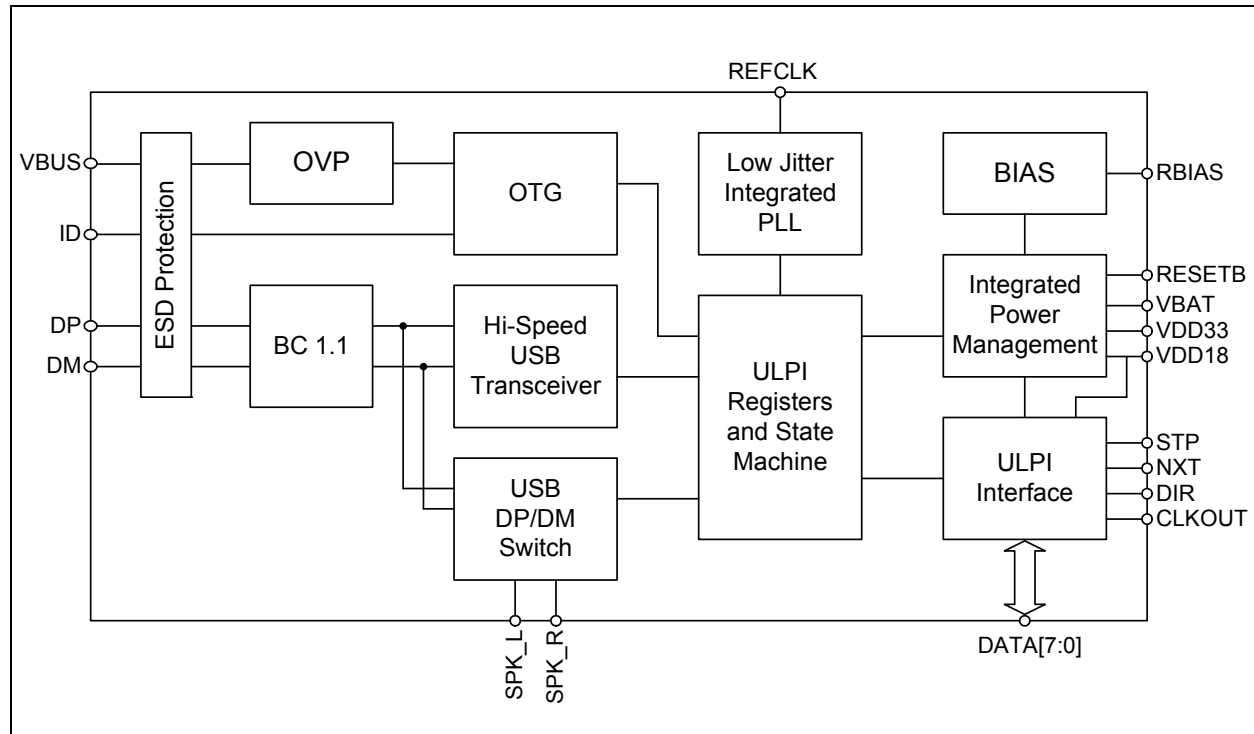 REFCLK
VBUS
ID
DP
DM
ESD Protection
OVP
OTG
BC 1.1
Hi-Speed
USB
Transceiver
USB
DP/DM
Switch
SPK_L
SPK_R
Low Jitter
Integrated
PLL
ULPI
Registers
and State
Machine
BIAS
RBIAS
Integrated
Power
Management
RESETB
VBAT
VDD33
VDD18
ULPI
Interface
STP
NXT
DIR
CLKOUT
DATA[7:0]